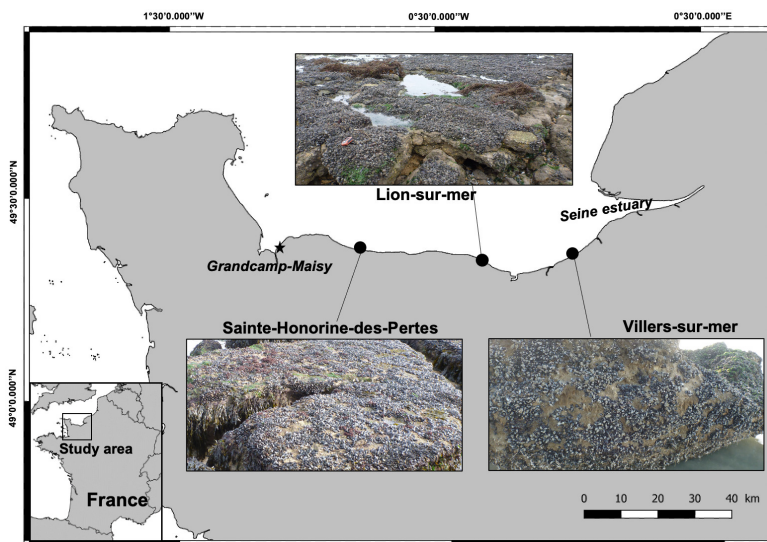 1°30'0.000"W
0°30'0.000"W
0°30'0.000"E
49°30'0.000"N
49°0'0.000"N
Lion-sur-mer
Seine estuary
Grandcamp-Maisy
Sainte-Honorine-des-Pertes
Villers-sur-mer
Study area
France
0 10 20 30 40 km